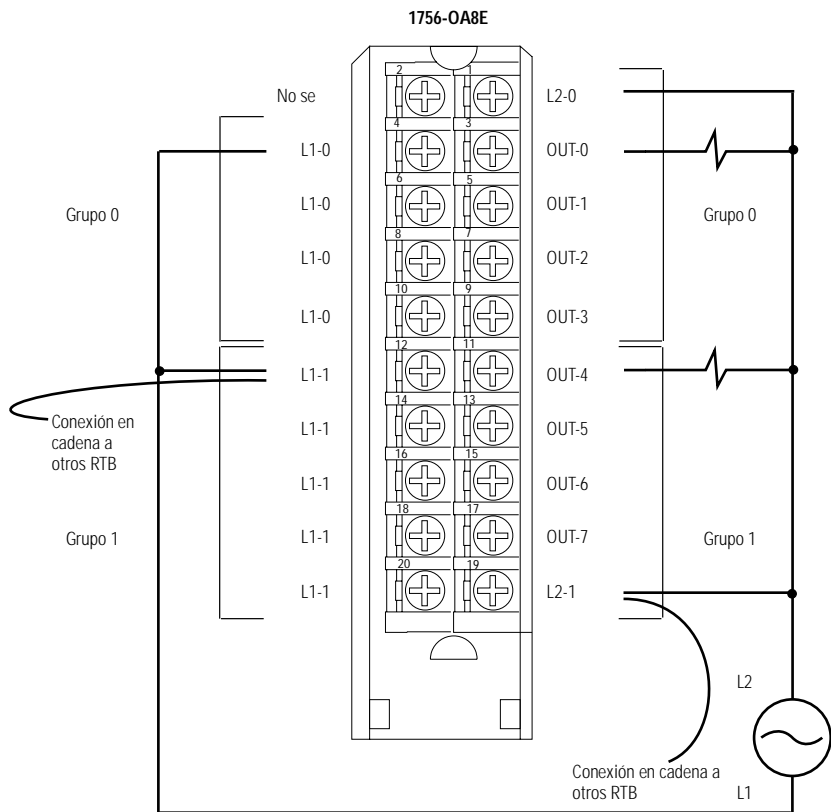 1756-OA8E
2 1
No se L2-0
4 3
L1-0 OUT-0
6 5
L1-0 OUT-1
Grupo 0 Grupo 0
8 7
L1-0 OUT-2
10 9
L1-0 OUT-3
12 11
L1-1 OUT-4
14 13
Conexión en
cadena a
otros RTB
L1-1 OUT-5
16 15
L1-1 OUT-6
18 17
Grupo 1 L1-1 OUT-7 Grupo 1
20 19
L1-1 L2-1
L2
Conexión en cadena a
otros RTB
L1